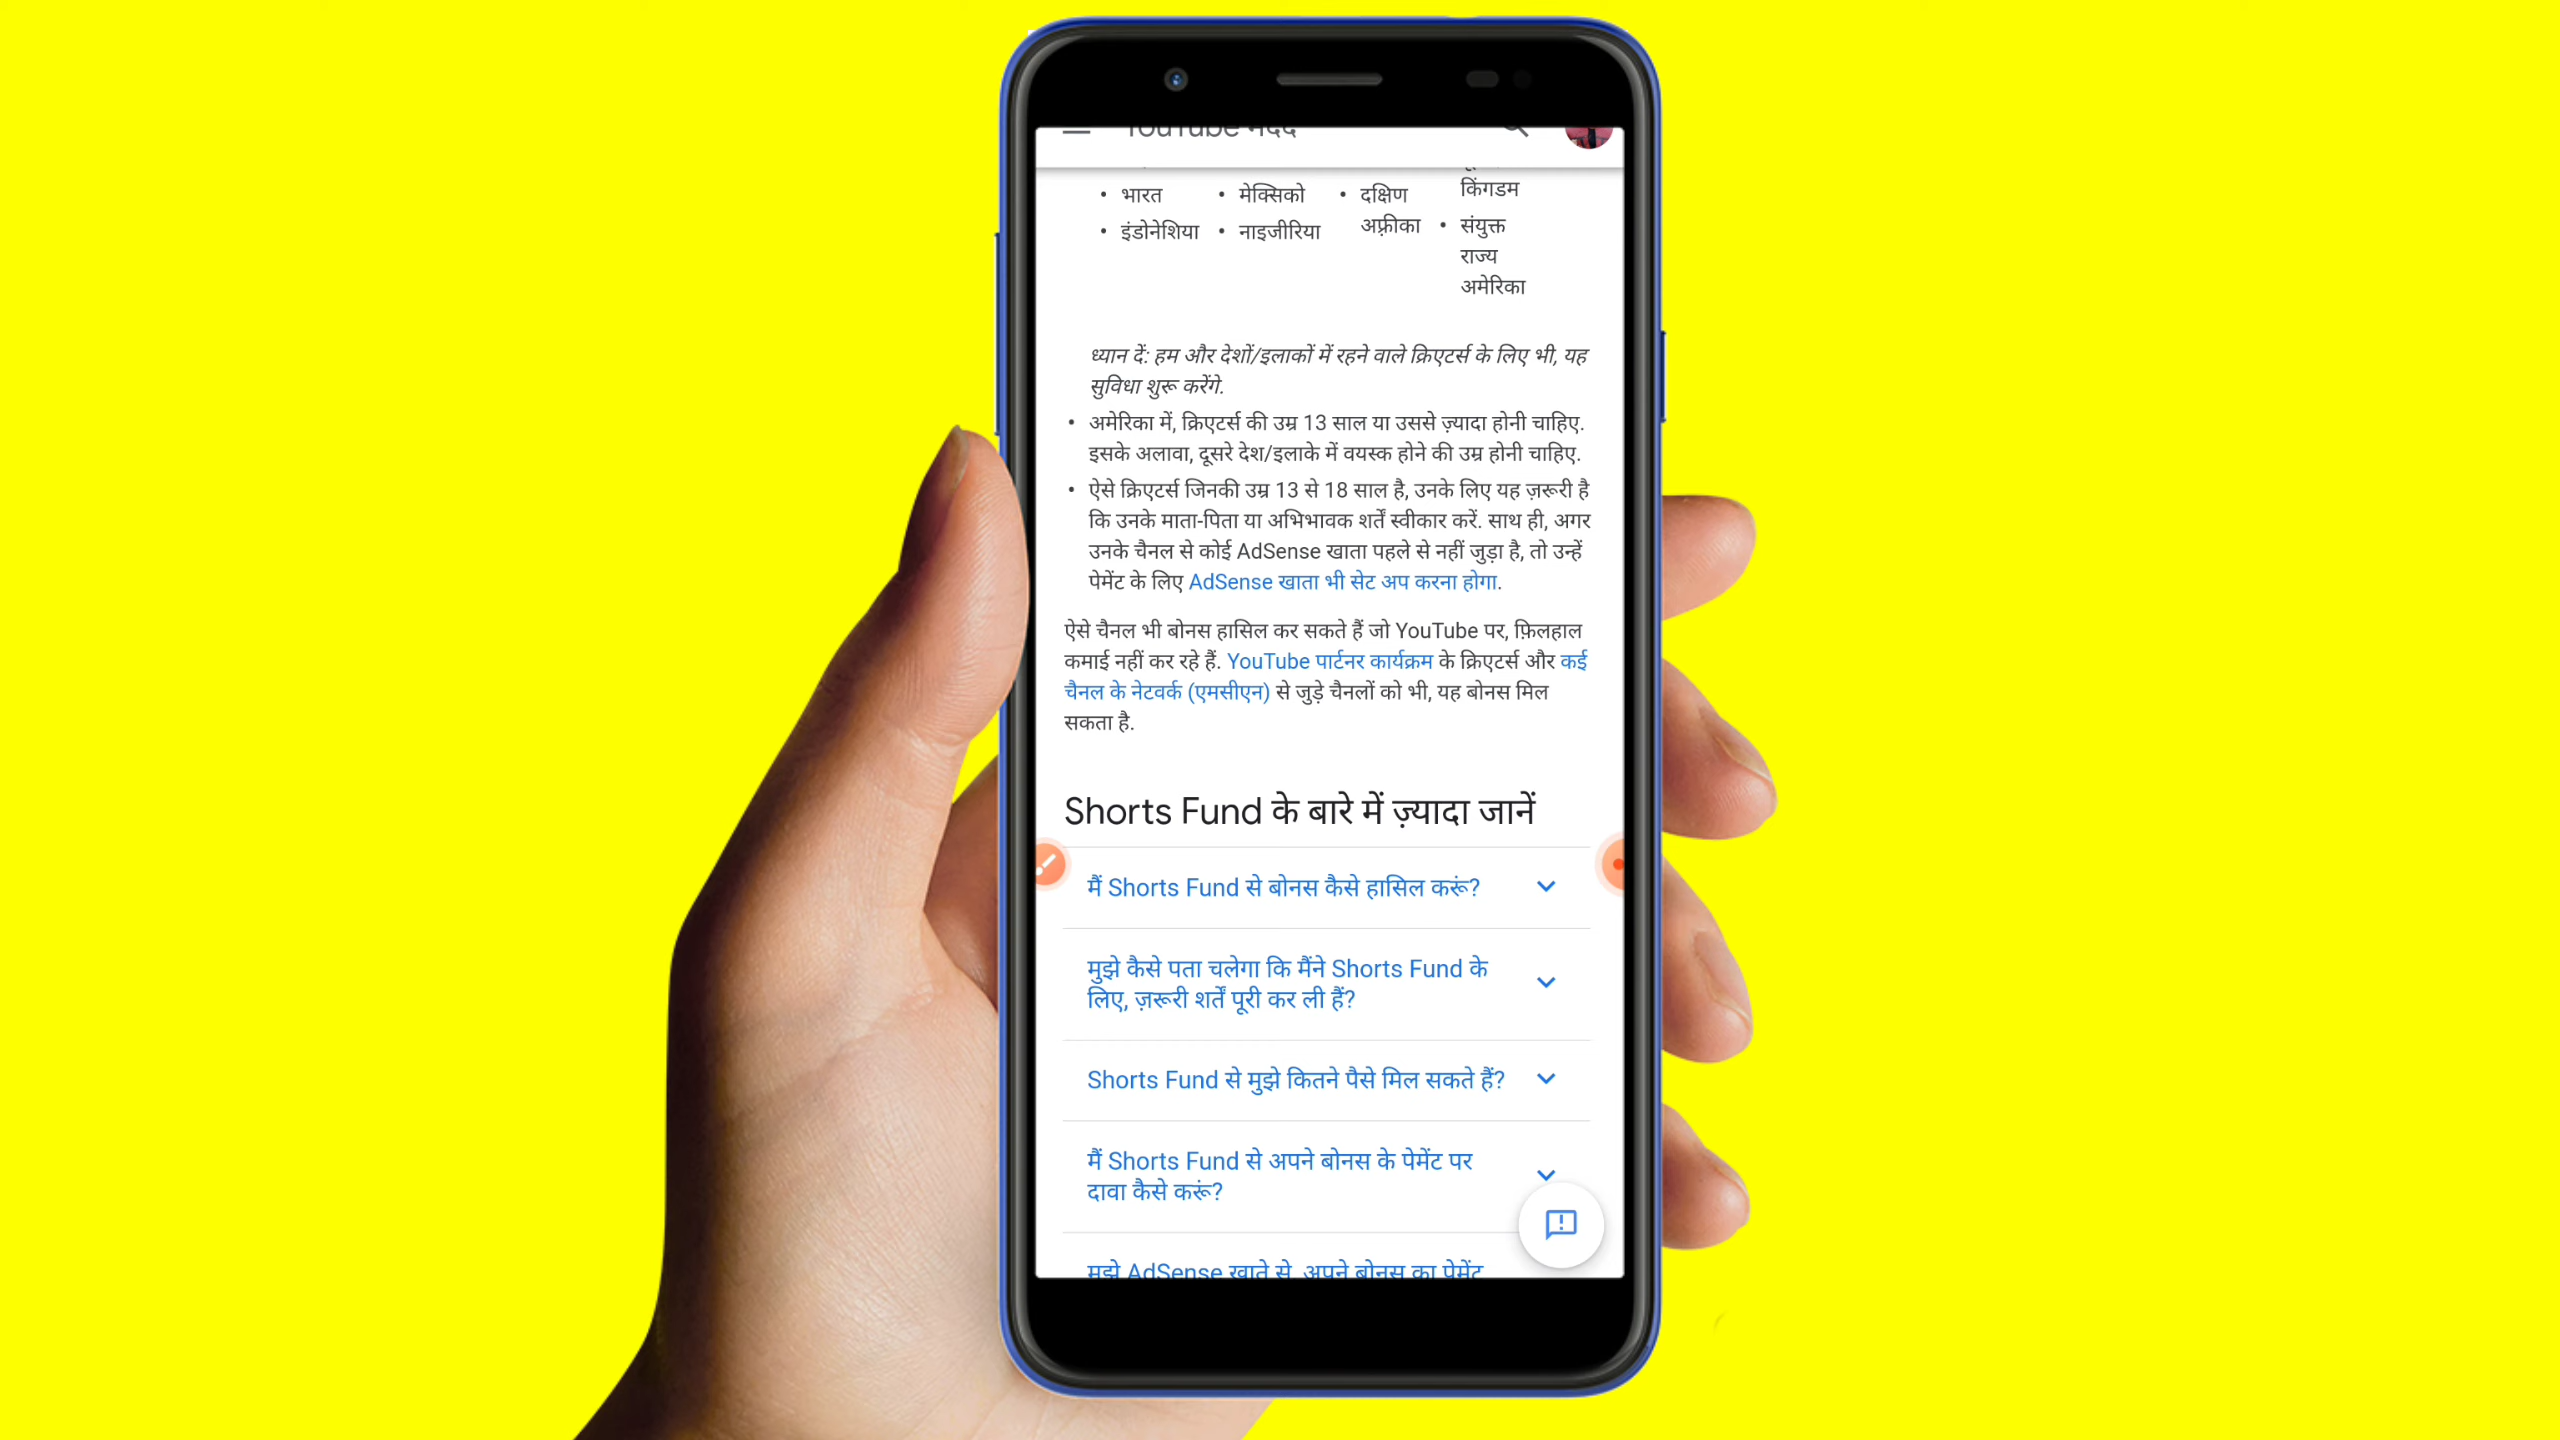 YouTube मदद
भारत
इंडोनेशिया
मेक्सिको
नाइजीरिया
दक्षिण
अफ़्रीका
किंगडम
संयुक्त
राज्य
अमेरिका
ध्यान दें: हम और देशों/इलाकों में रहने वाले क्रिएटर्स के लिए भी, यह
सुविधा शुरू करेंगे.
अमेरिका में, क्रिएटर्स की उम्र 13 साल या उससे ज़्यादा होनी चाहिए.
इसके अलावा, दूसरे देश/इलाके में वयस्क होने की उम्र होनी चाहिए.
ऐसे क्रिएटर्स जिनकी उम्र 13 से 18 साल है, उनके लिए यह ज़रूरी है
कि उनके माता-पिता या अभिभावक शर्तें स्वीकार करें. साथ ही, अगर
उनके चैनल से कोई AdSense खाता पहले से नहीं जुड़ा है, तो उन्हें
पेमेंट के लिए AdSense खाता भी सेट अप करना होगा.
ऐसे चैनल भी बोनस हासिल कर सकते हैं जो YouTube पर, फ़िलहाल
कमाई नहीं कर रहे हैं. YouTube पार्टनर कार्यक्रम के क्रिएटर्स और कई
चैनल के नेटवर्क (एमसीएन) से जुड़े चैनलों को भी, यह बोनस मिल
सकता है.
Shorts Fund के बारे में ज़्यादा जानें
मैं Shorts Fund से बोनस कैसे हासिल करूं?
मुझे कैसे पता चलेगा कि मैंने Shorts Fund के
लिए, ज़रूरी शर्तें पूरी कर ली हैं?
Shorts Fund से मुझे कितने पैसे मिल सकते हैं?
मैं Shorts Fund से अपने बोनस के पेमेंट पर
दावा कैसे करूं?
मुझे AdSense खाते से, अपने बोनस का पेमेंट